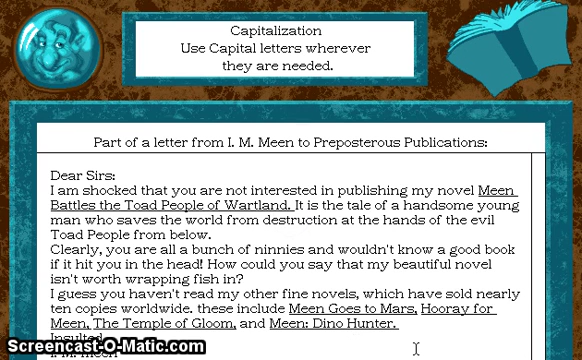 Capitalization
Use Capital letters wherever
they are needed.
Part of a letter from I. M. Meen to Preposterous Publications:
Dear Sirs:
I am shocked that you are not interested in publishing my novel Meen
Battles the Toad People of Wartland. It is the tale of a handsome young
man who saves the world from destruction at the hands of the evil
Toad People from below.
Clearly, you are all a bunch of ninnies and wouldn't know a good book
if it hit you in the head! How could you say that my beautiful novel
isn't worth wrapping fish in?
I guess you haven't read my other fine novels, which have sold nearly
ten copies worldwide. these include Meen Goes to Mars, Hooray for
Meen, The Temple of Gloom, and Meen: Dino Hunter.
Insulted,
I. M. Meen
Screencast-O-Matic.com